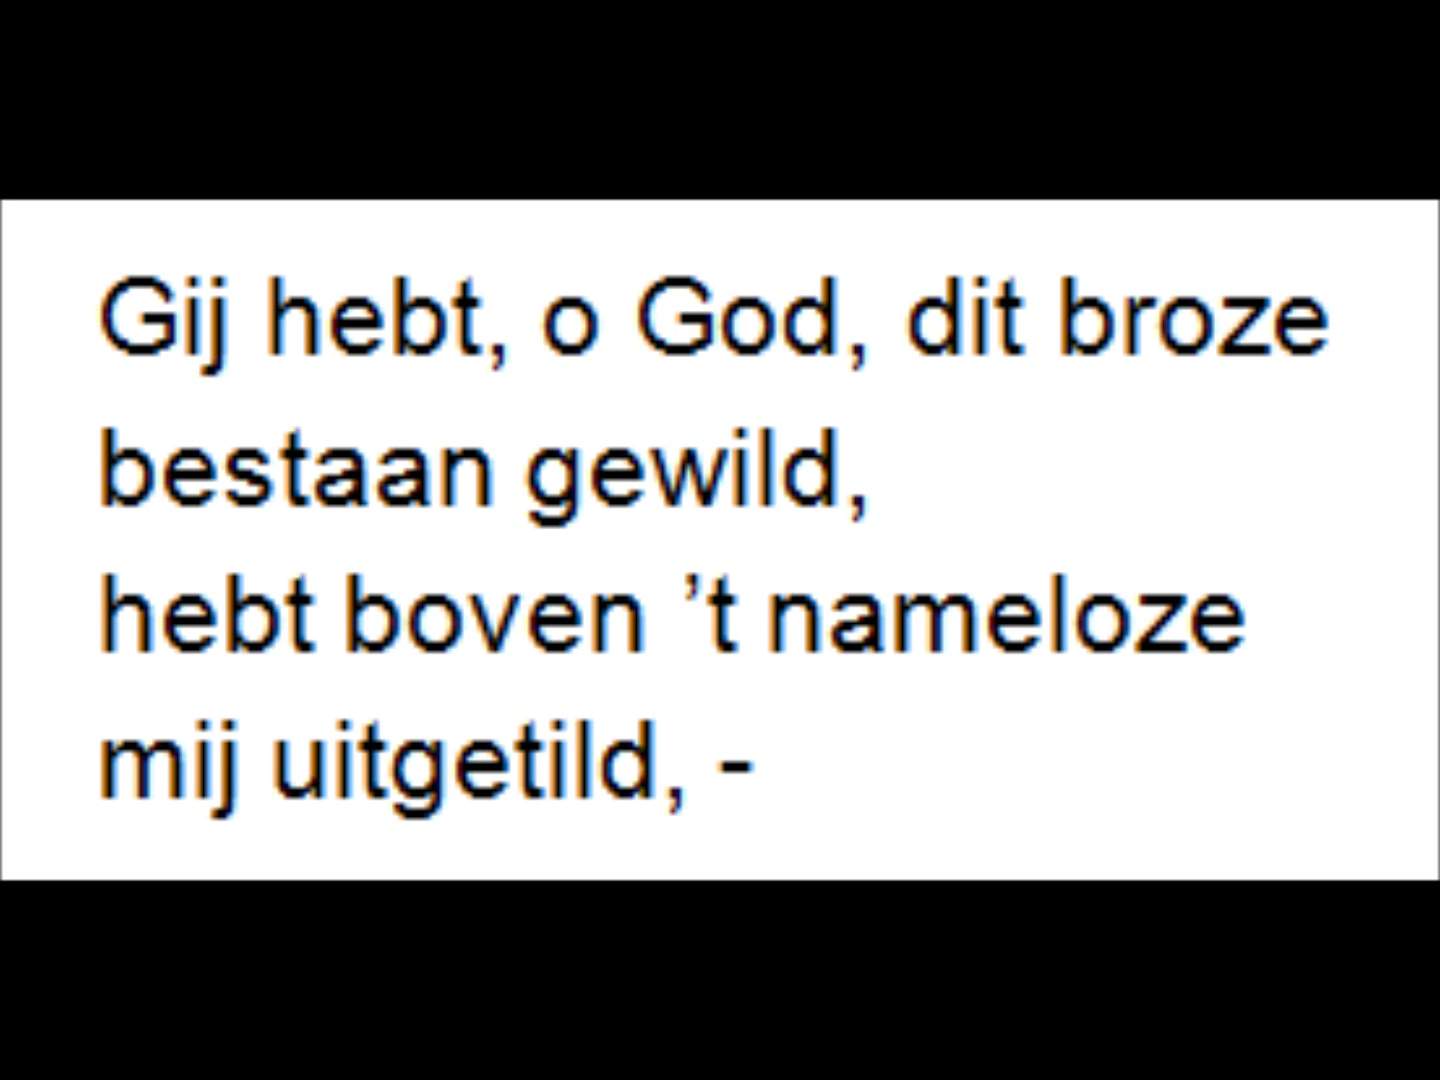 Gij hebt, o God, dit broze
bestaan gewild,
hebt boven ’t nameloze
mij uitgetild, -